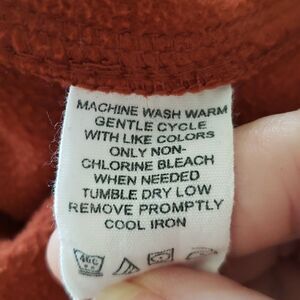 MACHINE WASH WARM
GENTLE CYCLE
WITH LIKE COLORS
ONLY NON-
CHLORINE BLEACH
WHEN NEEDED
TUMBLE DRY LOW
REMOVE PROMPTLY
COOL IRON